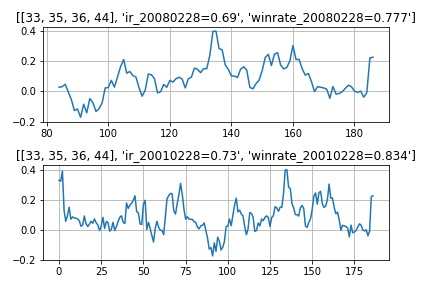 [[33, 35, 36, 44], 'ir_20080228=0.69', 'winrate_20080228=0.777']
0.4
0.2
0.0
−0.2
80 100 120 140 160 180
[[33, 35, 36, 44], 'ir_20010228=0.73', 'winrate_20010228=0.834']
0.4
0.2
0.0
−0.2
0 25 50 75 100 125 150 175